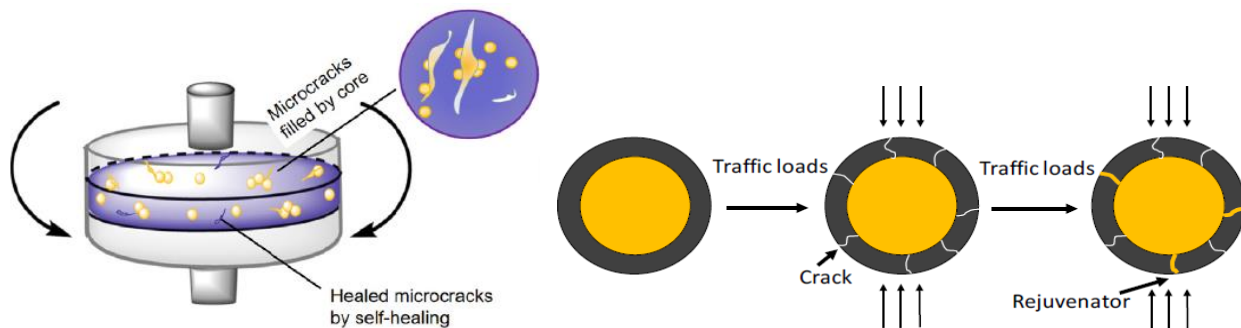 Microcracks
filled by core
Healed microcracks
by self-healing
Traffic loads
Crack
Traffic loads
Rejuvenator